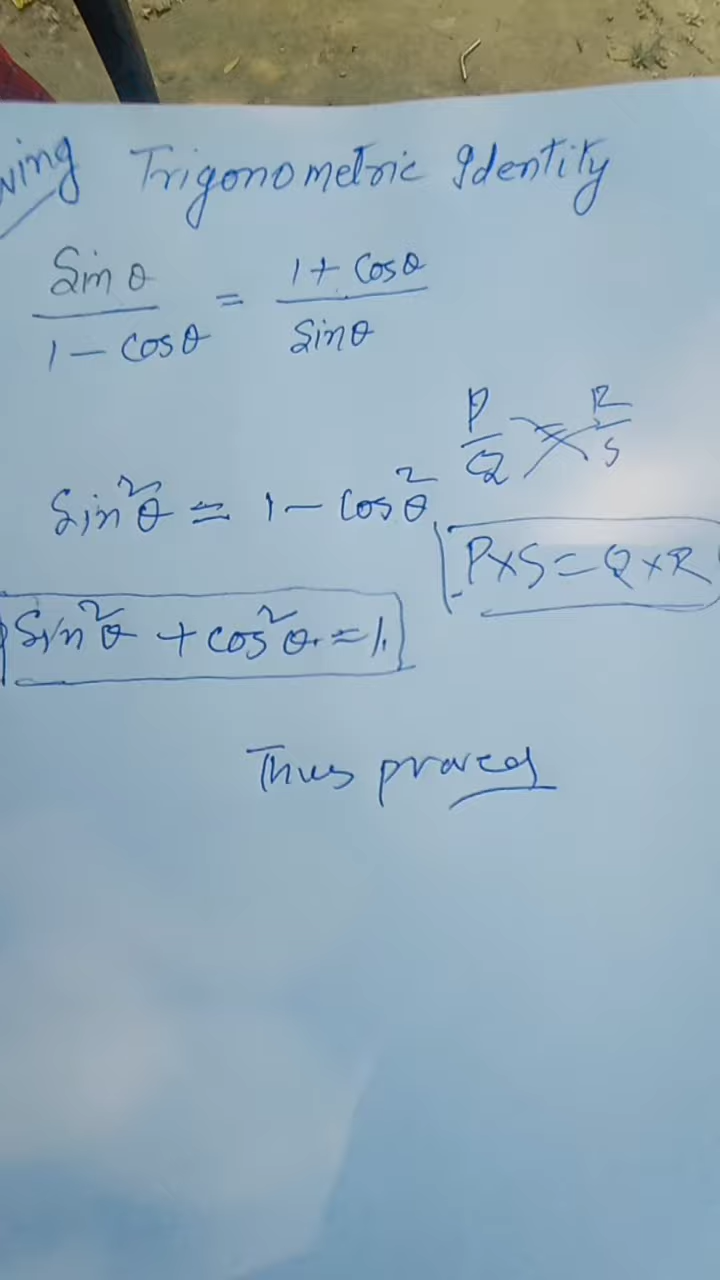 Trigonometric Identity
Sinθ / 1 - Cosθ = 1 + Cosθ / Sinθ
P / Q = R / S
Sin²θ = 1 - Cos²θ
P×S = Q×R
Sin²θ + Cos²θ = 1.
Thus proved